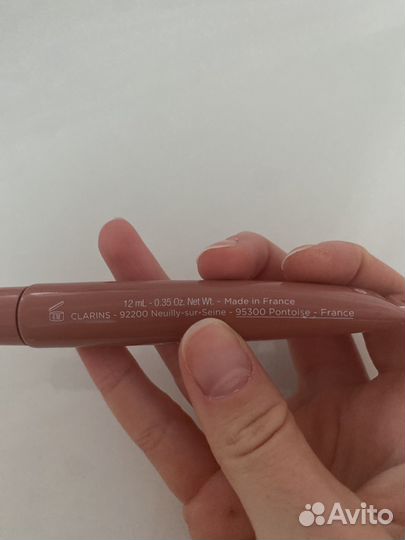 12 mL - 0.35 Oz. Net Wt. - Made in France
CLARINS - 92200 Neuilly-sur-Seine - 95300 Pontoise - France
Avito